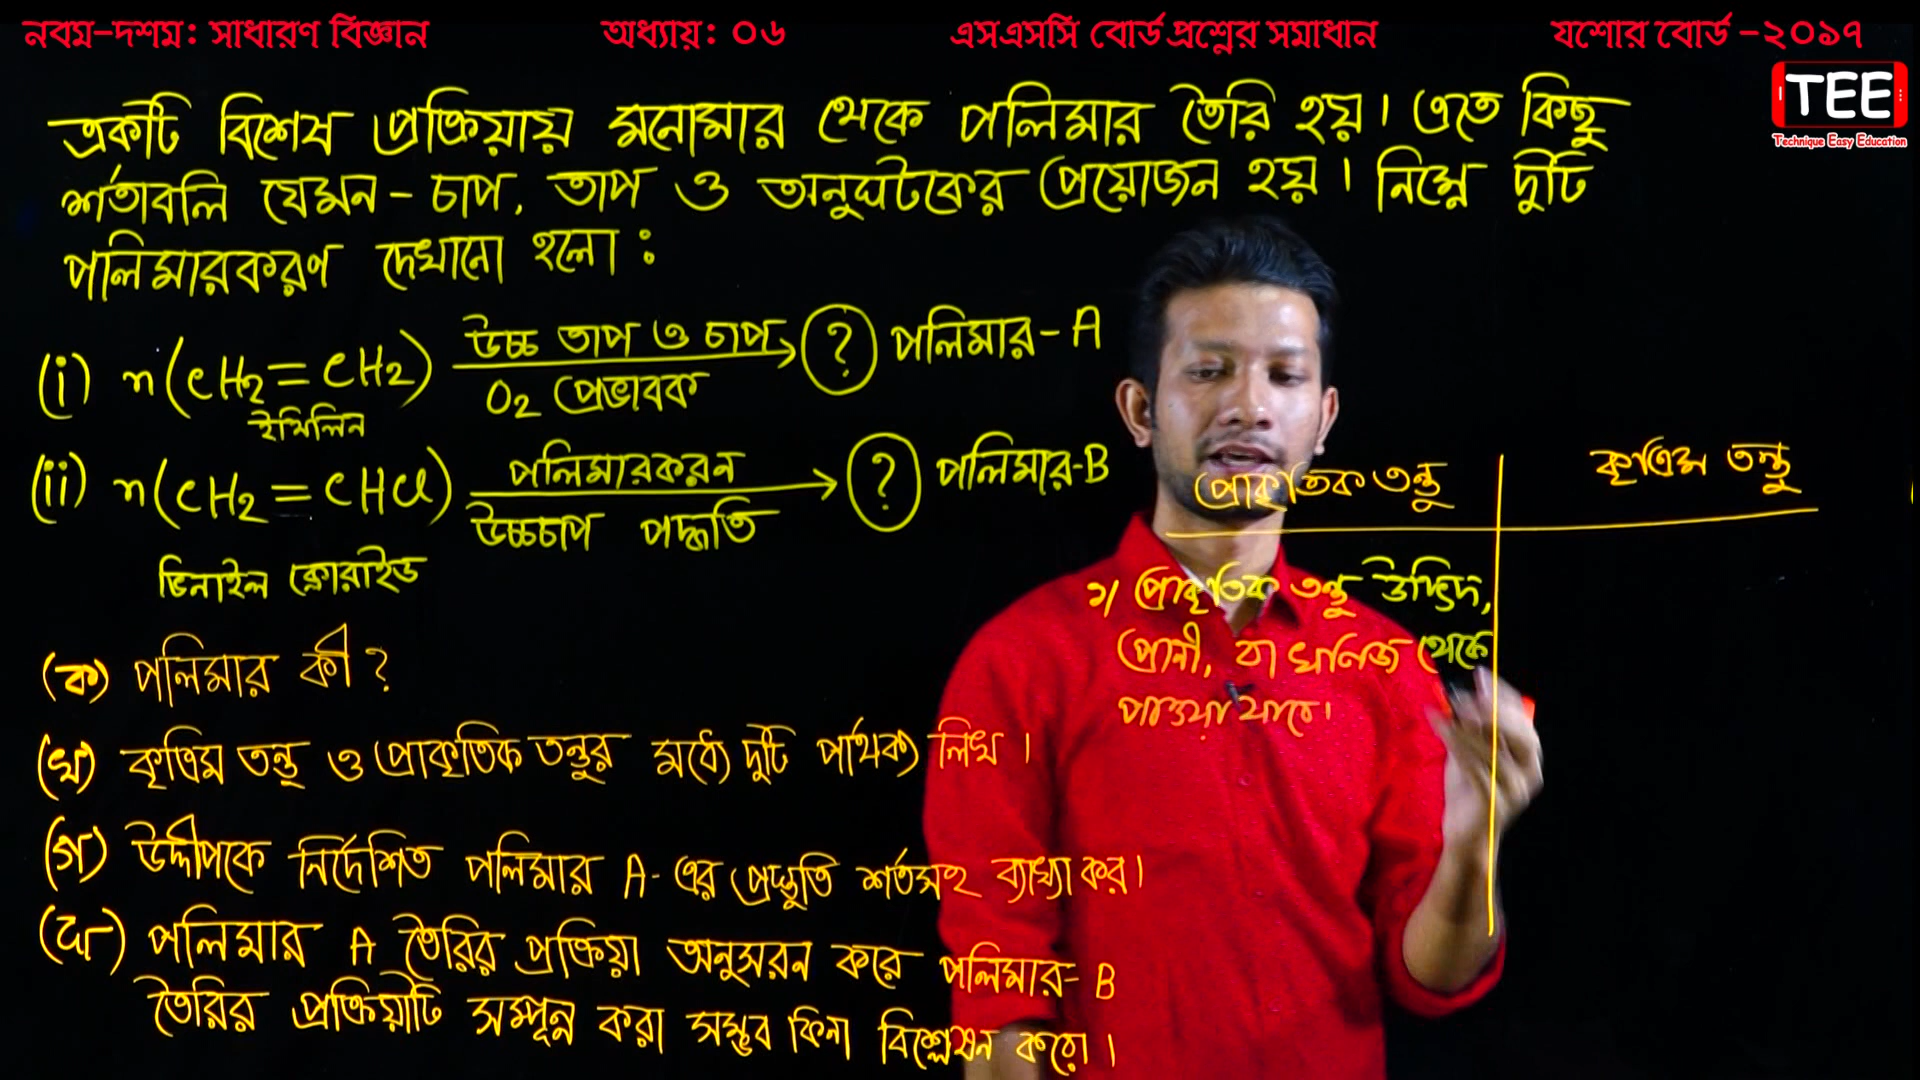 নবম-দশম: সাধারণ বিজ্ঞান অধ্যায়: ০৬ এসএসসি বোর্ড প্রশ্নের সমাধান যশোর বোর্ড -২০১৭
TEE
Technique Easy Education
একটি বিশেষ প্রক্রিয়ায় মনোমার থেকে পলিমার তৈরি হয়। এতে কিছু
শর্তাবলি যেমন - চাপ, তাপ ও অনুঘটকের প্রয়োজন হয়। নিম্নে দুটি
পলিমারকরণ দেখানো হলো :
(i) n(CH2=CH2) উচ্চ তাপ ও চাপ O2 প্রভাবক ? পলিমার - A
ইথিলিন
(ii) n(CH2=CHCl) পলিমারকরন উচ্চচাপ পদ্ধতি ? পলিমার-B
ভিনাইল ক্লোরাইড
(ক) পলিমার কী ?
(খ) কৃত্রিম তন্তু ও প্রাকৃতিক তন্তুর মধ্যে দুটি পার্থক্য লিখ।
(গ) উদ্দীপকে নির্দেশিত পলিমার A-এর প্রস্তুতি শর্তসহ ব্যাখ্যা কর।
(ঘ) পলিমার A তৈরির প্রক্রিয়া অনুসরন করে পলিমার- B
তৈরির প্রক্রিয়াটি সম্পূন্ন করা সম্ভব কিনা বিশ্লেষন করো।
প্রাকৃতিক তন্তু কৃত্রিম তন্তু
১/ প্রাকৃতিক তন্তু উদ্ভিদ,
প্রানী, বা খনিজ থেকে
পাওয়া যাবে।